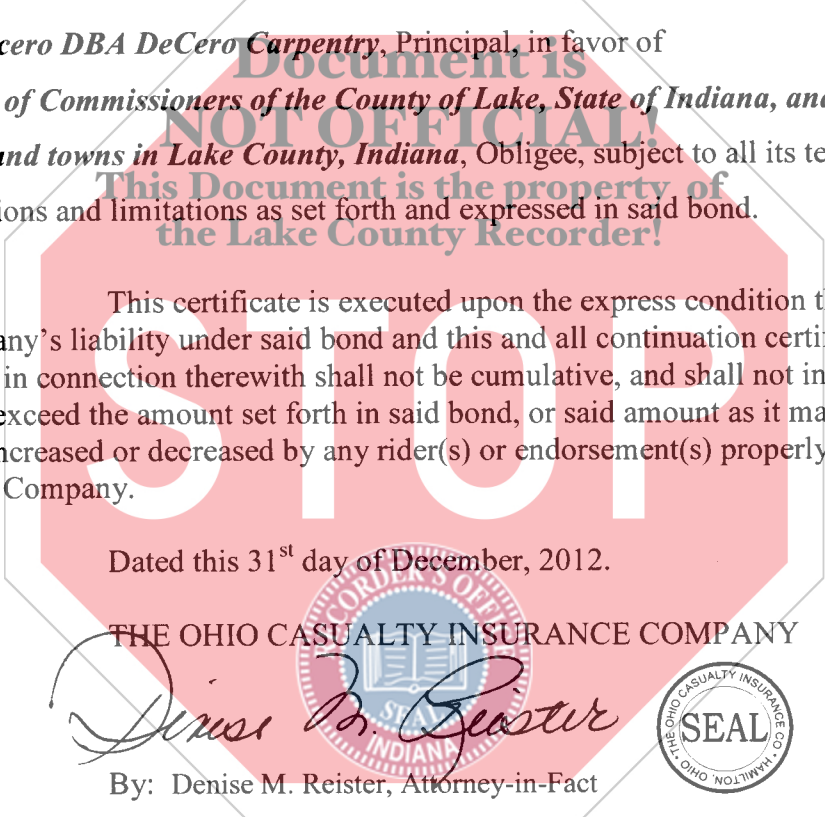 cero DBA DeCero Carpentry, Principal, in favor of
Document is
of Commissioners of the County of Lake, State of Indiana, and
NOT OFFICIAL!
and towns in Lake County, Indiana, Obligee, subject to all its te
This Document is the property of
ions and limitations as set forth and expressed in said bond.
the Lake County Recorder!
This certificate is executed upon the express condition t
any's liability under said bond and this and all continuation certi
in connection therewith shall not be cumulative, and shall not in
exceed the amount set forth in said bond, or said amount as it ma
ncreased or decreased by any rider(s) or endorsement(s) properly
Company.
STOP
Dated this 31st day of December, 2012.
RECORDER'S OFFICE
THE OHIO CASUALTY INSURANCE COMPANY
Denise M. Reister
SEAL
INDIANA
THE OHIO CASUALTY INSURANCE CO * HAMILTON, OHIO *
SEAL
By: Denise M. Reister, Attorney-in-Fact